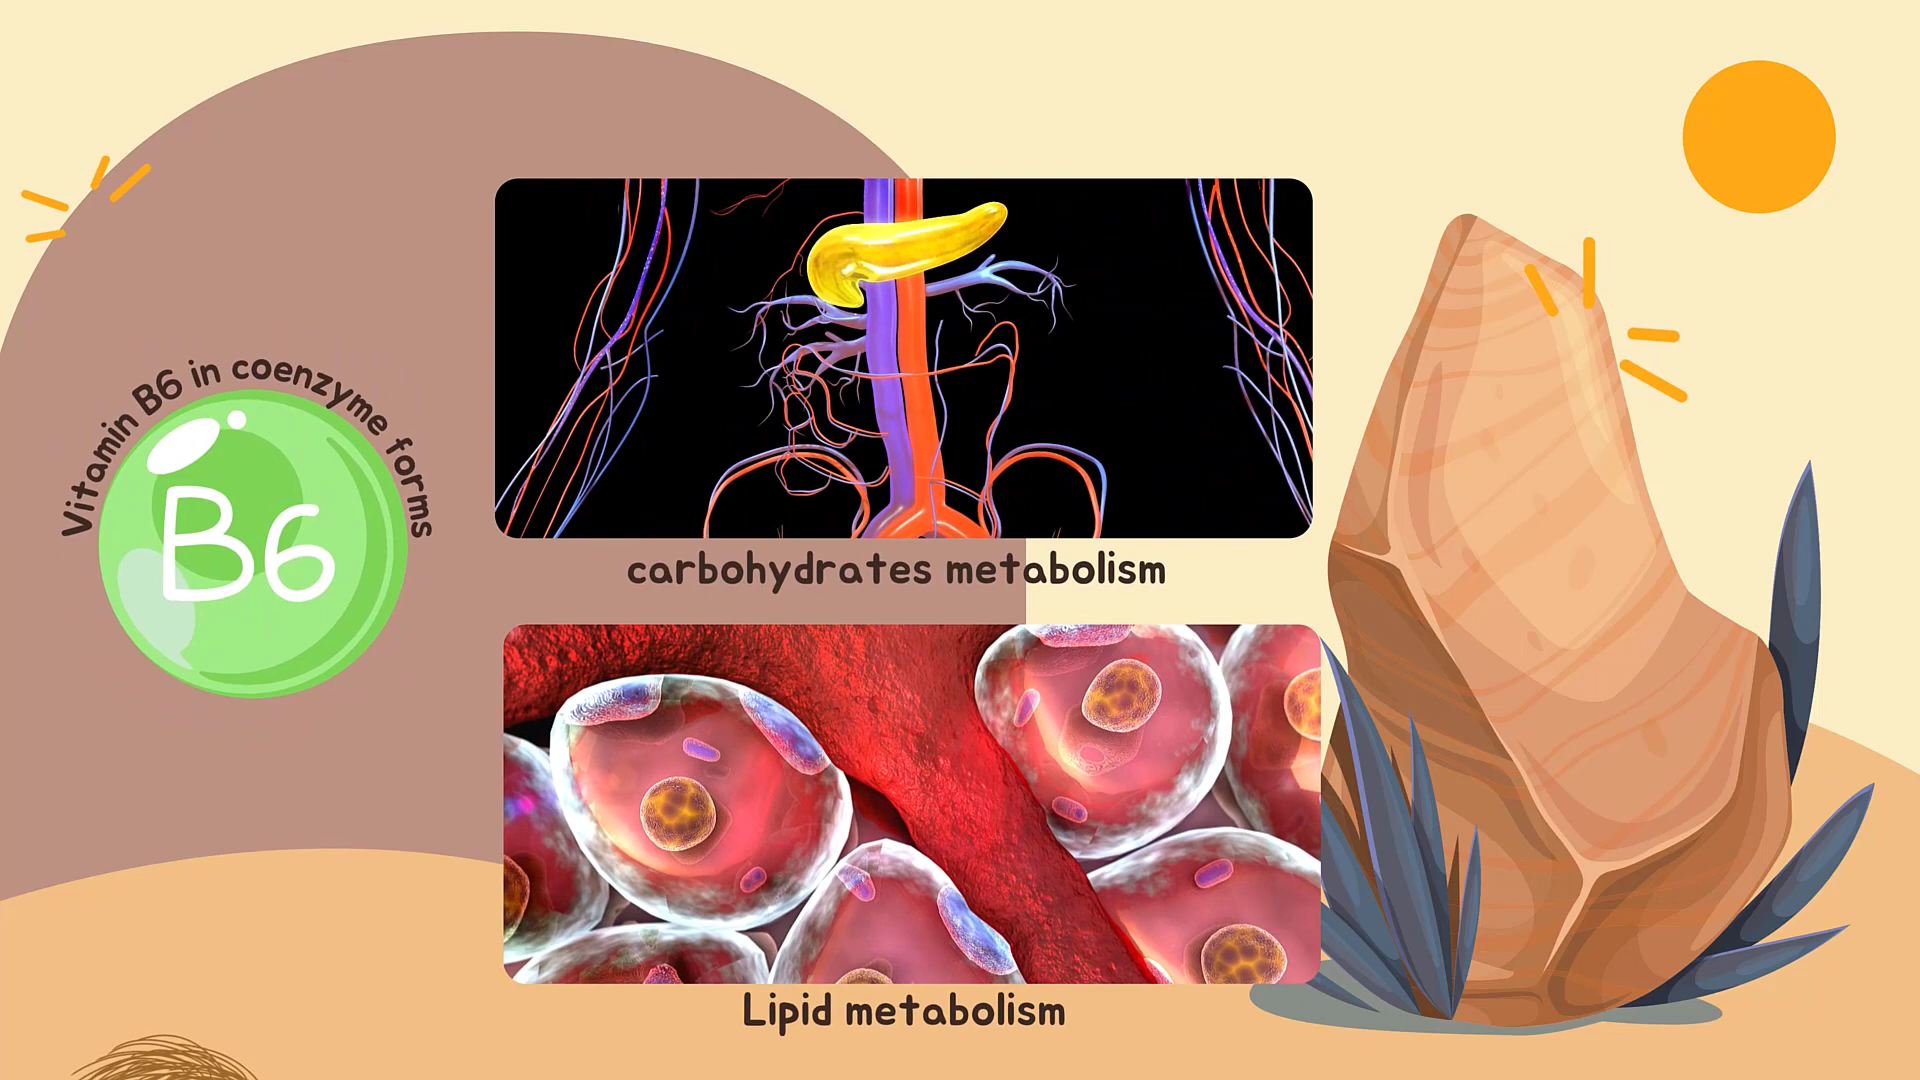 Vitamin B6 in coenzyme forms
B6
carbohydrates metabolism
Lipid metabolism